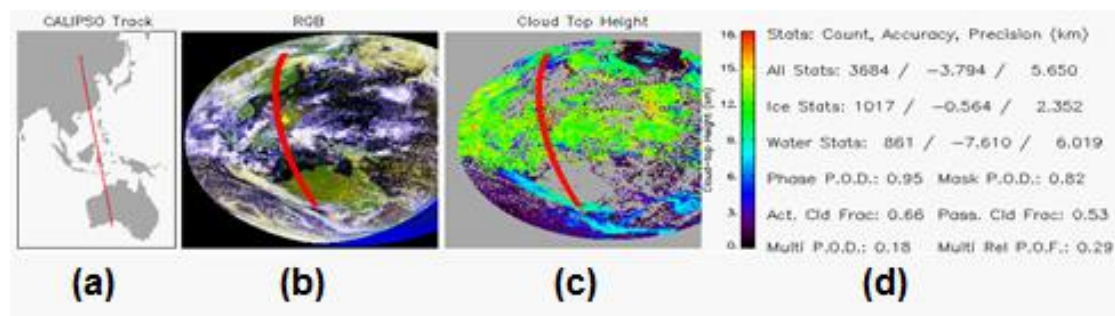 CALIPSO Track
RGB
Cloud Top Height
18.
15.
12.
9.
6.
3.
0.
Cloud-top Height (km)
Stats: Count, Accuracy, Precision (km)
All Stats: 3684 / -3.794 / 5.650
Ice Stats: 1017 / -0.564 / 2.352
Water Stats: 861 / -7.610 / 6.019
Phase P.O.D.: 0.95 Mask P.O.D.: 0.82
Act. Cld Frac: 0.66 Pass. Cld Frac: 0.53
Multi P.O.D.: 0.18 Multi Rel P.O.F.: 0.29
(a)
(b)
(c)
(d)